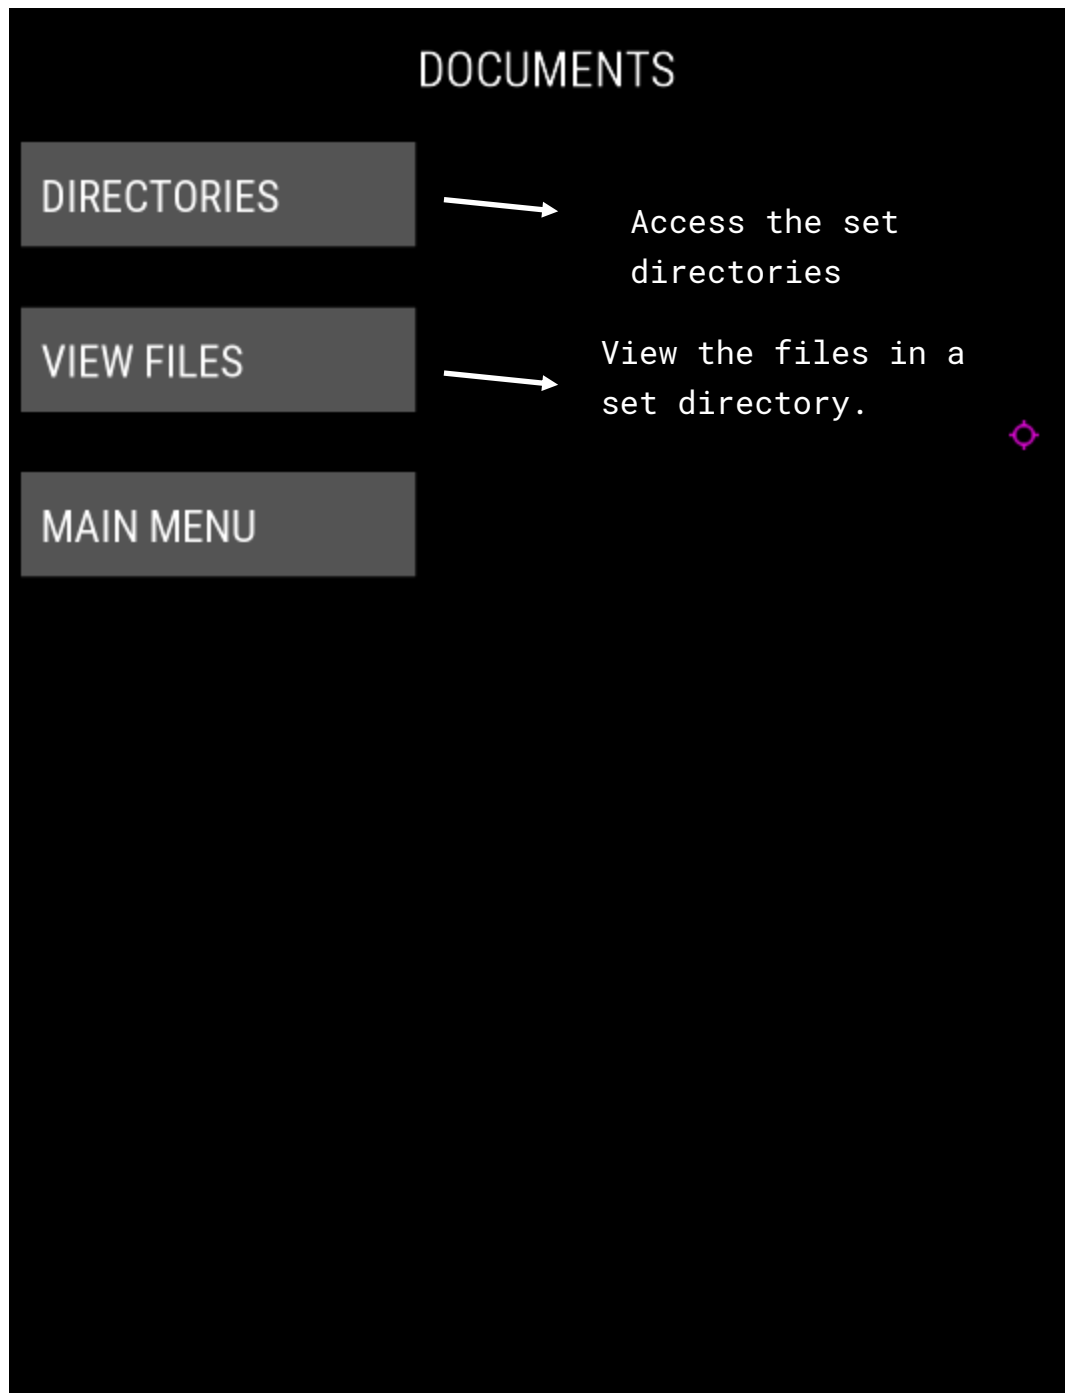 DOCUMENTS
DIRECTORIES
Access the set
directories
VIEW FILES
View the files in a
set directory.
MAIN MENU